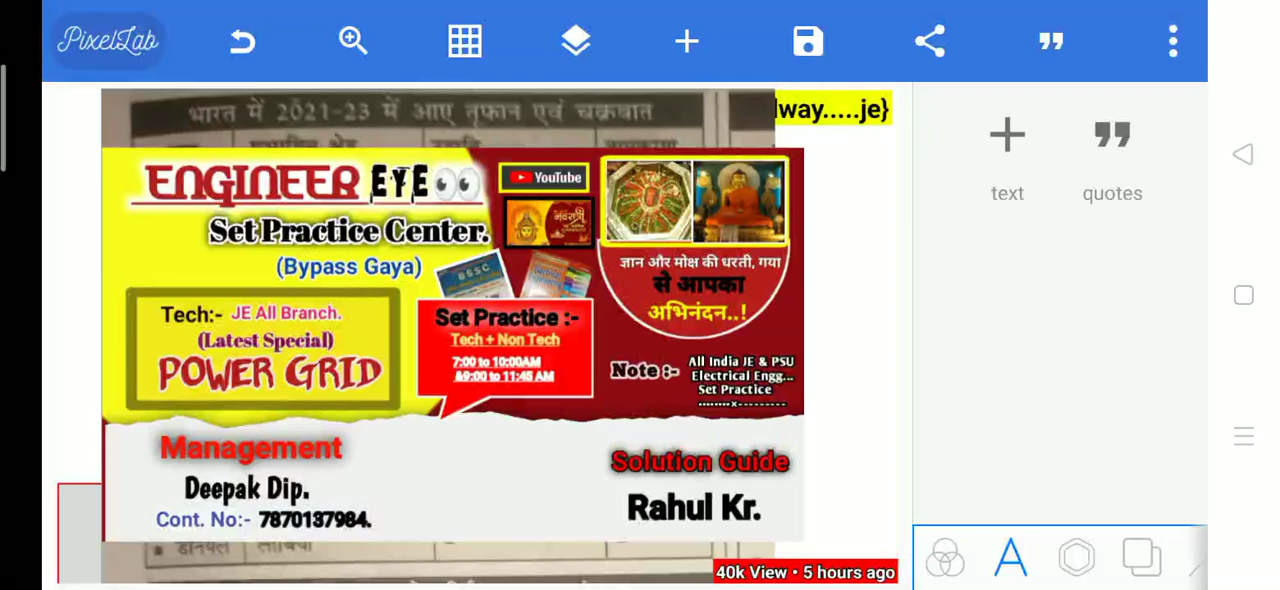 PixelLab
भारत में 2021-23 में आए तूफान एवं चक्रवात
lway.....je}
ENGINEER EYE
YouTube
नवरात्री
Set Practice Center.
(Bypass Gaya)
BSSC
ज्ञान और मोक्ष की धरती, गया
से आपका
अभिनंदन..!
Tech:- JE All Branch.
(Latest Special)
POWER GRID
Set Practice :-
Tech + Non Tech
7:00 to 10:00AM
&9:00 to 11:45 AM
Note :- All India JE & PSU
Electrical Engg...
Set Practice
........x---------
Management
Deepak Dip.
Cont. No:- 7870137984.
Solution Guide
Rahul Kr.
40k View • 5 hours ago
text
quotes